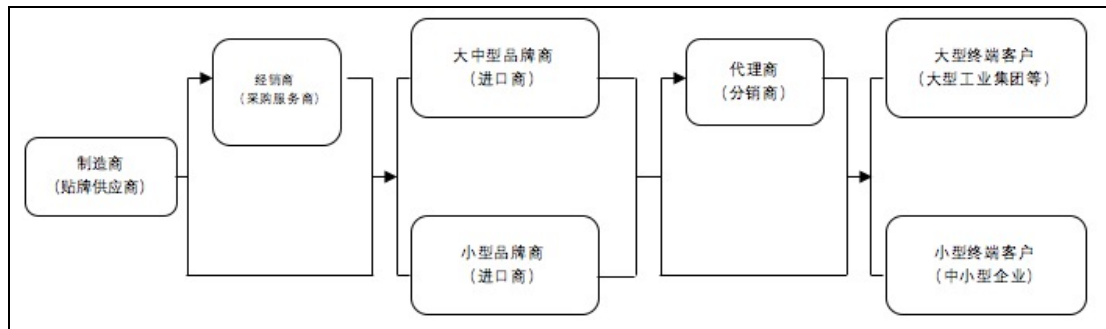 制造商
（贴牌供应商）
经销商
（采购服务商）
大中型品牌商
（进口商）
小型品牌商
（进口商）
代理商
（分销商）
大型终端客户
（大型工业集团等）
小型终端客户
（中小型企业）